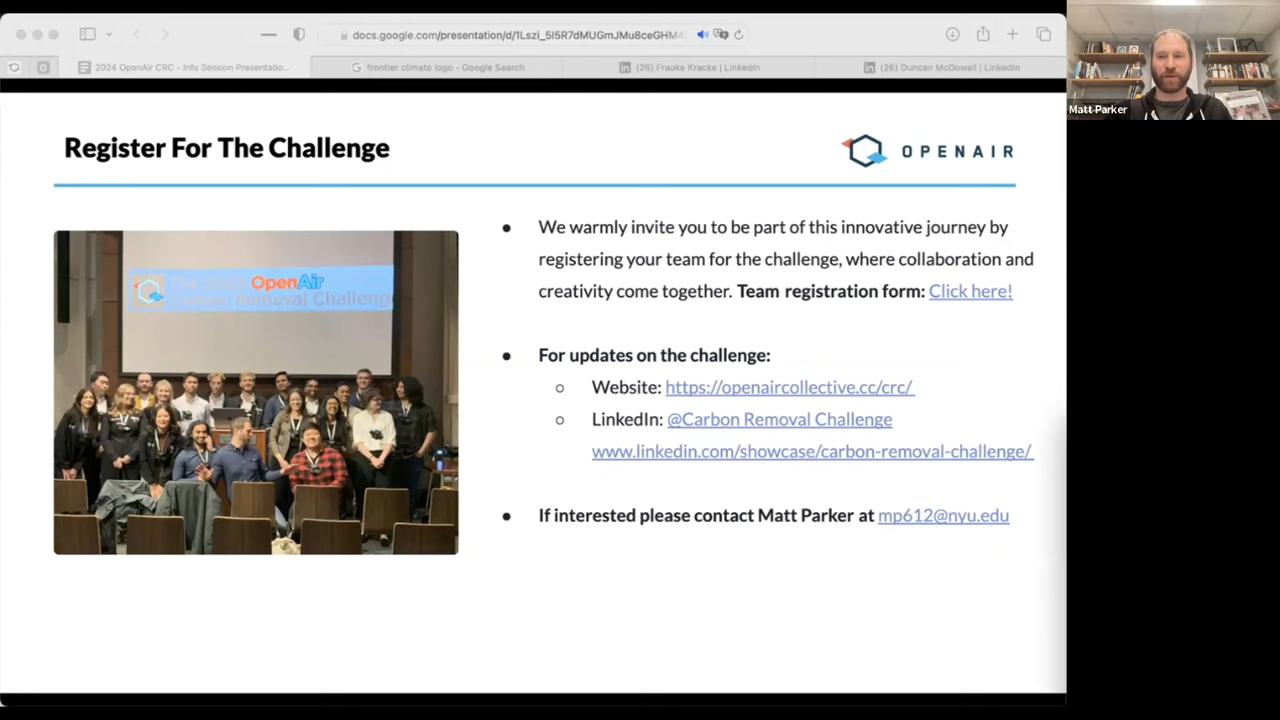 docs.google.com/presentation/d/1Lszi_5I5R7dMUGmJMu8ceGHM4
2024 OpenAir CRC - Info Session Presentatio...
frontier climate logo - Google Search
(26) Frauke Kracke | LinkedIn
(26) Duncan McDowall | LinkedIn
Matt Parker
Register For The Challenge
OPENAIR
OpenAir
Carbon Removal Challenge
● We warmly invite you to be part of this innovative journey by
registering your team for the challenge, where collaboration and
creativity come together. Team registration form: Click here!
● For updates on the challenge:
○ Website: https://openaircollective.cc/crc/
○ LinkedIn: @Carbon Removal Challenge
www.linkedin.com/showcase/carbon-removal-challenge/
● If interested please contact Matt Parker at mp612@nyu.edu